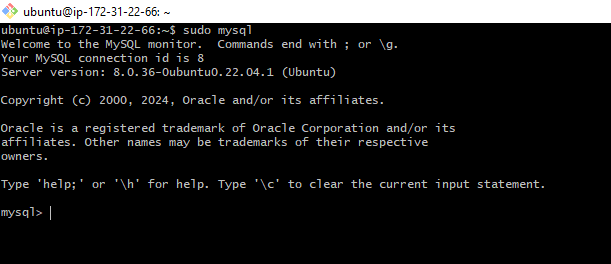 ubuntu@ip-172-31-22-66: ~
ubuntu@ip-172-31-22-66:~$ sudo mysql
Welcome to the MySQL monitor.  Commands end with ; or \g.
Your MySQL connection id is 8
Server version: 8.0.36-0ubuntu0.22.04.1 (Ubuntu)
Copyright (c) 2000, 2024, Oracle and/or its affiliates.
Oracle is a registered trademark of Oracle Corporation and/or its
affiliates. Other names may be trademarks of their respective
owners.
Type 'help;' or '\h' for help. Type '\c' to clear the current input statement.
mysql>